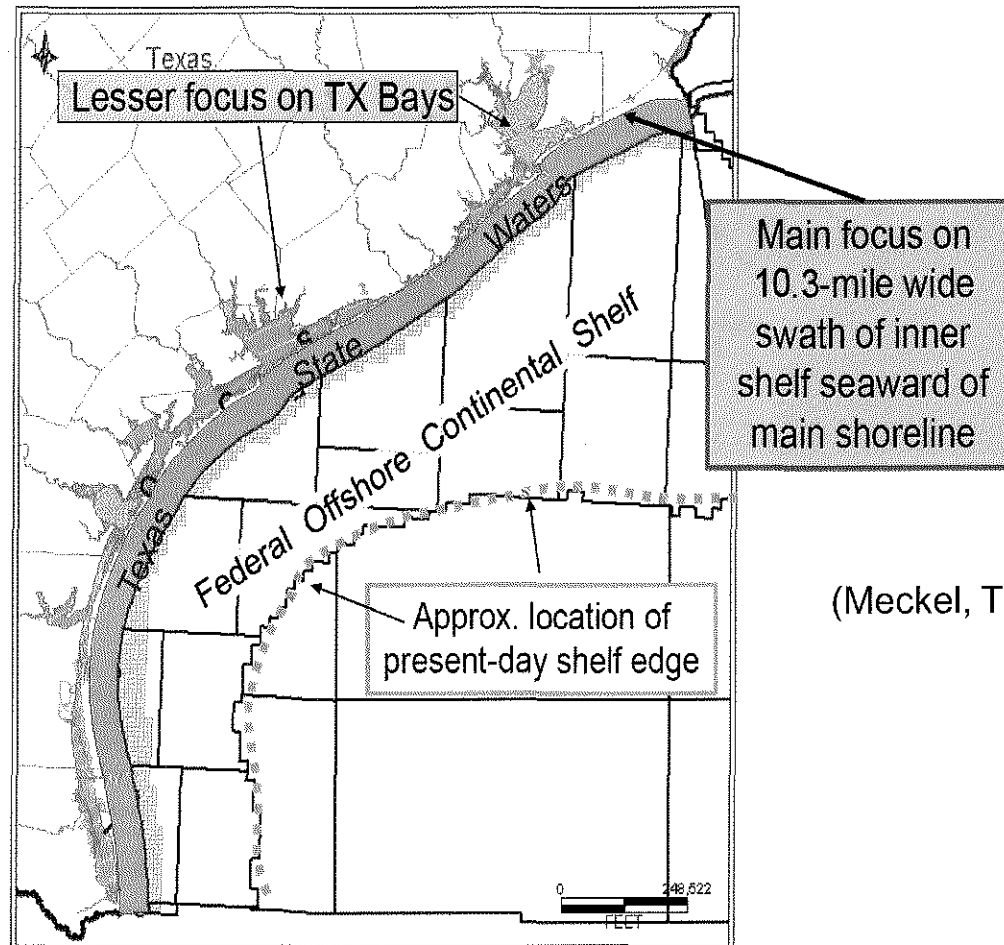 Texas
Lesser focus on TX Bays
Main focus on
10.3-mile wide
swath of inner
shelf seaward of
main shoreline
Texas State Waters
Federal Offshore Continental Shelf
Approx. location of
present-day shelf edge
(Meckel, T
0 248,522
FEET